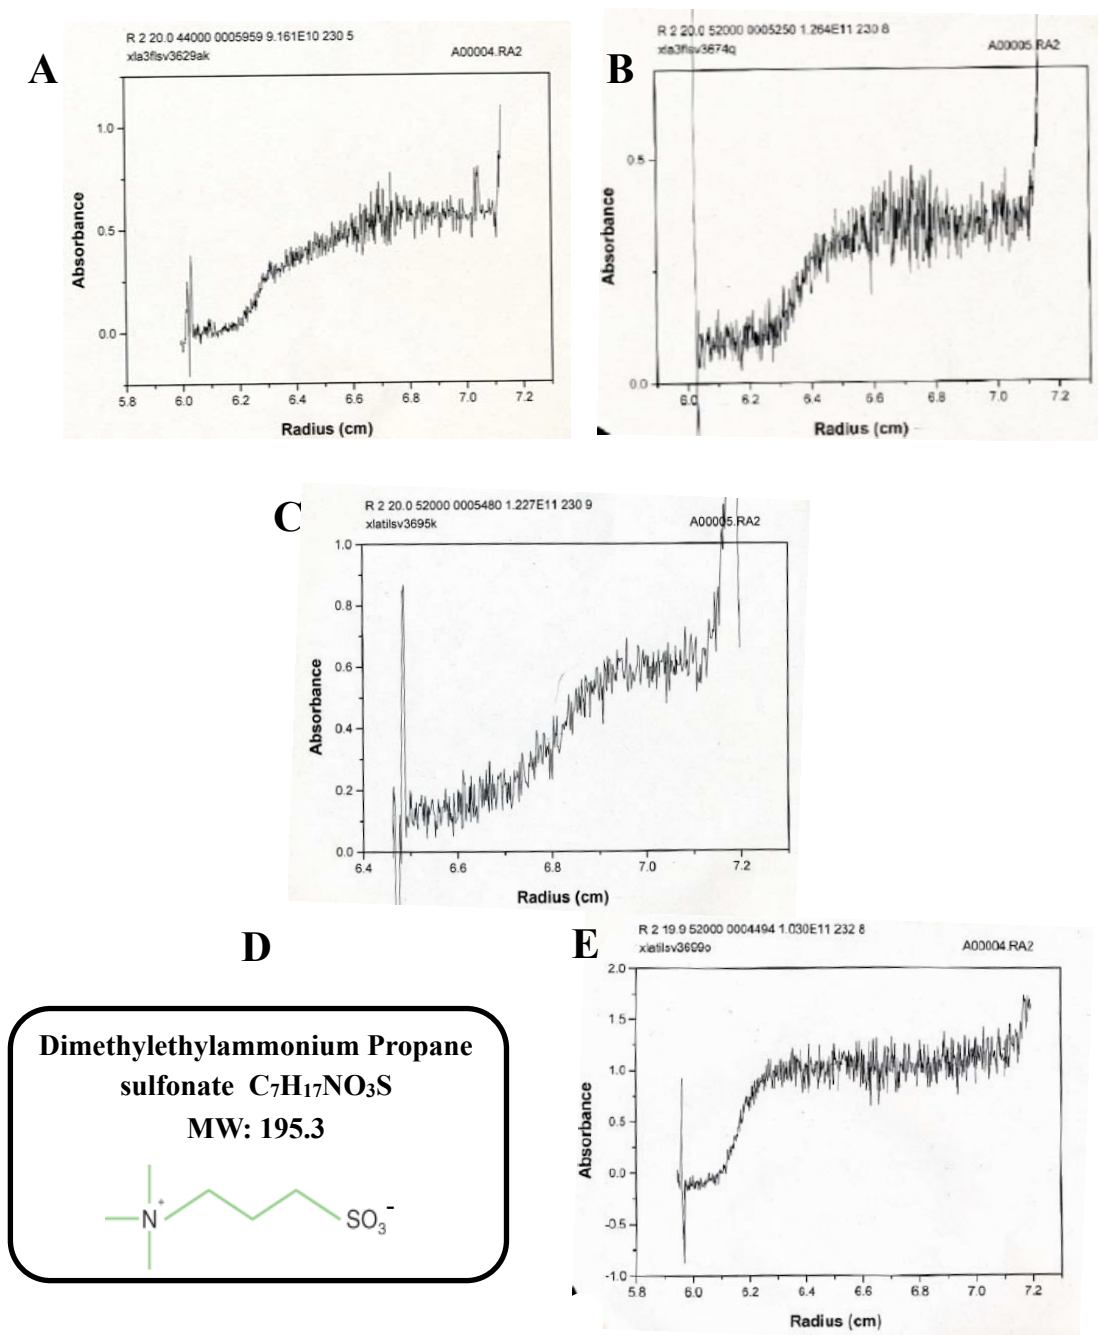 A
R 2 20.0 44000 0005959 9.161E10 230 5
xla3flsv3629ak
A00004.RA2
1.0
0.5
0.0
Absorbance
5.8 6.0 6.2 6.4 6.6 6.8 7.0 7.2
Radius (cm)
B
R 2 20.0 52000 0005250 1.264E11 230 8
xla3flsv3674q
A00005.RA2
0.5
0.0
Absorbance
6.0 6.2 6.4 6.6 6.8 7.0 7.2
Radius (cm)
C
R 2 20.0 52000 0005480 1.227E11 230 9
xlatilsv3695k
A00005.RA2
1.0
0.8
0.6
0.4
0.2
0.0
Absorbance
6.4 6.6 6.8 7.0 7.2
Radius (cm)
D
Dimethylethylammonium Propane
sulfonate C₇H₁₇NO₃S
MW: 195.3
N⁺ SO₃⁻
E
R 2 19.9 52000 0004494 1.030E11 232 8
xlatilsv3699o
A00004.RA2
2.0
1.5
1.0
0.5
0.0
-0.5
-1.0
Absorbance
5.8 6.0 6.2 6.4 6.6 6.8 7.0 7.2
Radius (cm)